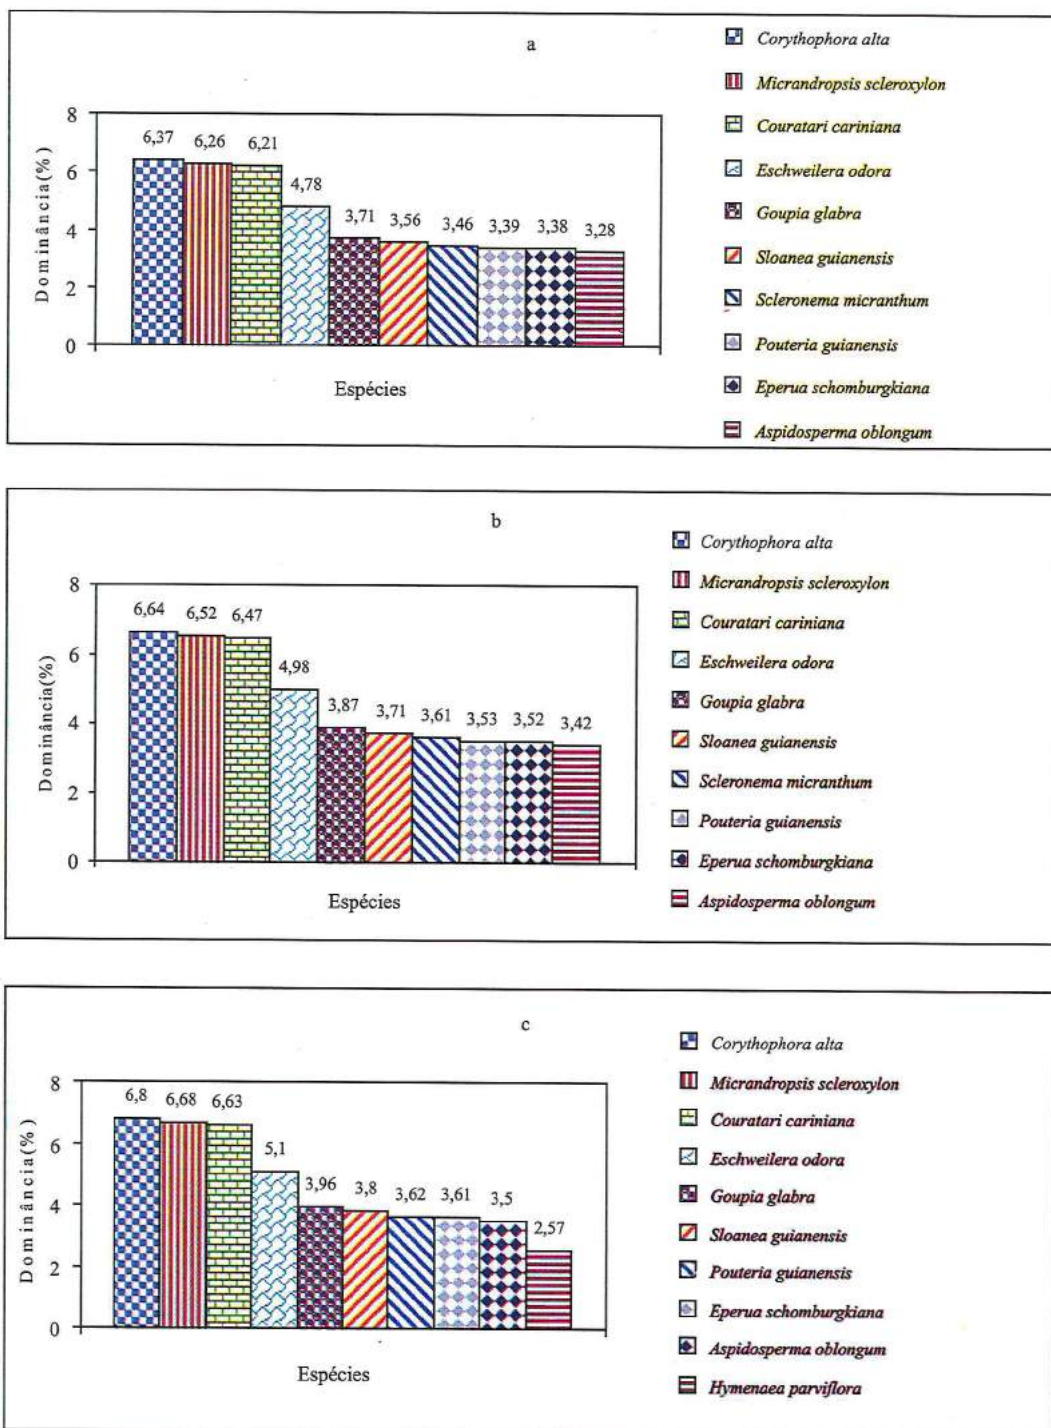 a
Corythophora alta
Micrandropsis scleroxylon
Couratari cariniana
Eschweilera odora
Goupia glabra
Sloanea guianensis
Scleronema micranthum
Pouteria guianensis
Eperua schomburgkiana
Aspidosperma oblongum
Dominância(%)
8
6
4
2
0
6,37
6,26
6,21
4,78
3,71
3,56
3,46
3,39
3,38
3,28
Espécies
b
Corythophora alta
Micrandropsis scleroxylon
Couratari cariniana
Eschweilera odora
Goupia glabra
Sloanea guianensis
Scleronema micranthum
Pouteria guianensis
Eperua schomburgkiana
Aspidosperma oblongum
Dominância(%)
8
6
4
2
0
6,64
6,52
6,47
4,98
3,87
3,71
3,61
3,53
3,52
3,42
Espécies
c
Corythophora alta
Micrandropsis scleroxylon
Couratari cariniana
Eschweilera odora
Goupia glabra
Sloanea guianensis
Pouteria guianensis
Eperua schomburgkiana
Aspidosperma oblongum
Hymenaea parviflora
Dominância(%)
8
6
4
2
0
6,8
6,68
6,63
5,1
3,96
3,8
3,62
3,61
3,5
2,57
Espécies